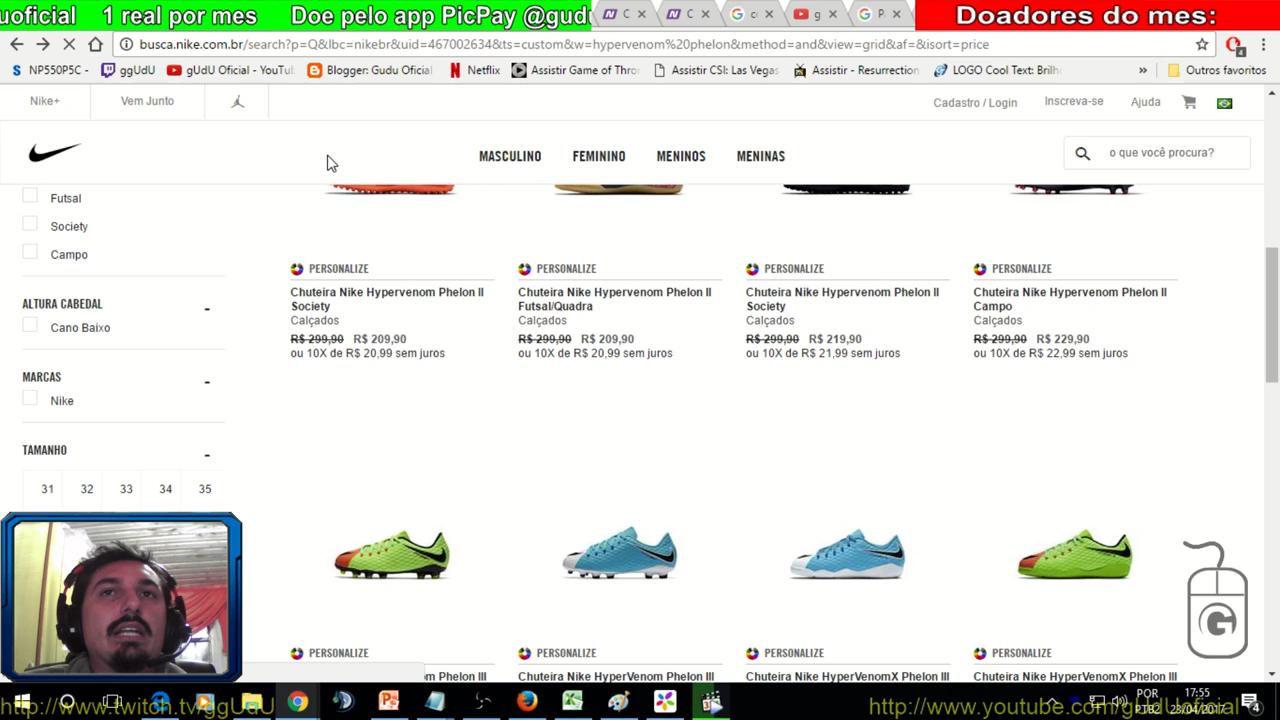 uoficial 1 real por mes Doe pelo app PicPay @gudu
Doadores do mes:
busca.nike.com.br/search?p=Q&lbc=nikebr&uid=467002634&ts=custom&w=hypervenom%20phelon&method=and&view=grid&af=&isort=price
NP550P5C - ggUdU gUdU Oficial - YouTu Blogger: Gudu Oficial Netflix Assistir Game of Thro Assistir CSI: Las Vegas Assistir - Resurrection LOGO Cool Text: Brilh » Outros favoritos
Nike+ Vem Junto Cadastro / Login Inscreva-se Ajuda
MASCULINO FEMININO MENINOS MENINAS o que você procura?
Futsal
Society
Campo
ALTURA CABEDAL -
Cano Baixo
MARCAS -
Nike
TAMANHO -
31 32 33 34 35
PERSONALIZE PERSONALIZE PERSONALIZE PERSONALIZE
Chuteira Nike Hypervenom Phelon II
Society
Calçados
R$ 299,90 R$ 209,90
ou 10X de R$ 20,99 sem juros
Chuteira Nike Hypervenom Phelon II
Futsal/Quadra
Calçados
R$ 299,90 R$ 209,90
ou 10X de R$ 20,99 sem juros
Chuteira Nike Hypervenom Phelon II
Society
Calçados
R$ 299,90 R$ 219,90
ou 10X de R$ 21,99 sem juros
Chuteira Nike Hypervenom Phelon II
Campo
Calçados
R$ 299,90 R$ 229,90
ou 10X de R$ 22,99 sem juros
PERSONALIZE PERSONALIZE PERSONALIZE PERSONALIZE
m Phelon III Chuteira Nike Hypervenom Phelon III Chuteira Nike HypervenomX Phelon III Chuteira Nike HypervenomX Phelon III
POR
PTB2
17:55
23/04/2017
http://www.twitch.tv/ggUdU
http://www.youtube.com/gUdUOficial